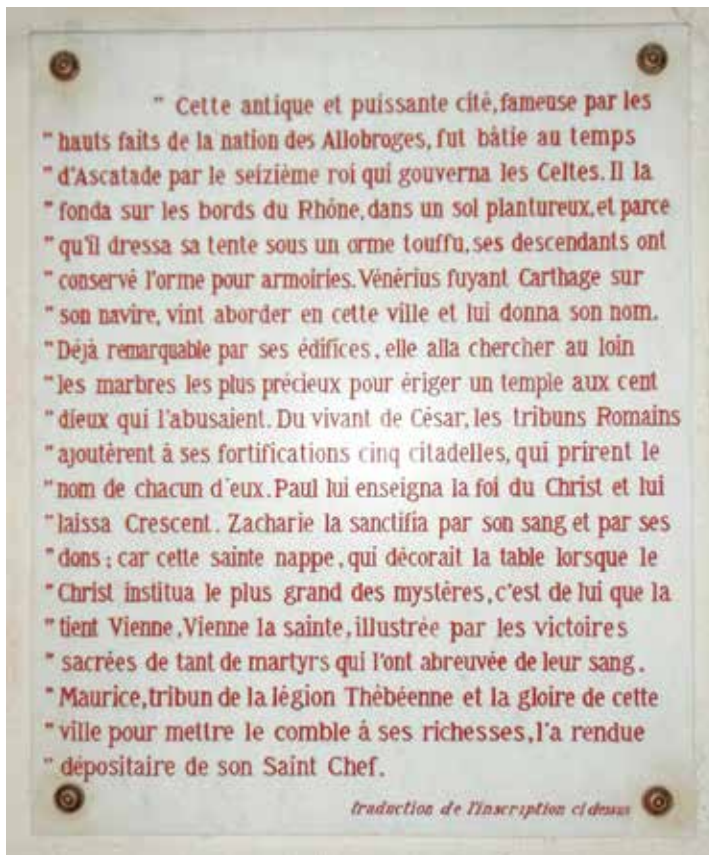 " Cette antique et puissante cité, fameuse par les
" hauts faits de la nation des Allobroges, fut bâtie au temps
" d'Ascatade par le seizième roi qui gouverna les Celtes. Il la
" fonda sur les bords du Rhône, dans un sol plantureux, et parce
" qu'il dressa sa tente sous un orme touffu, ses descendants ont
" conservé l'orme pour armoiries. Vénérius fuyant Carthage sur
" son navire, vint aborder en cette ville et lui donna son nom.
" Déjà remarquable par ses édifices, elle alla chercher au loin
" les marbres les plus précieux pour ériger un temple aux cent
" dieux qui l'abusaient. Du vivant de César, les tribuns Romains
" ajoutèrent à ses fortifications cinq citadelles, qui prirent le
" nom de chacun d'eux. Paul lui enseigna la foi du Christ et lui
" laissa Crescent. Zacharie la sanctifia par son sang et par ses
" dons ; car cette sainte nappe, qui décorait la table lorsque le
" Christ institua le plus grand des mystères, c'est de lui que la
" tient Vienne, Vienne la sainte, illustrée par les victoires
" sacrées de tant de martyrs qui l'ont abreuvée de leur sang.
" Maurice, tribun de la légion Thébéenne et la gloire de cette
" ville pour mettre le comble à ses richesses, l'a rendue
" dépositaire de son Saint Chef.
traduction de l'inscription ci dessus